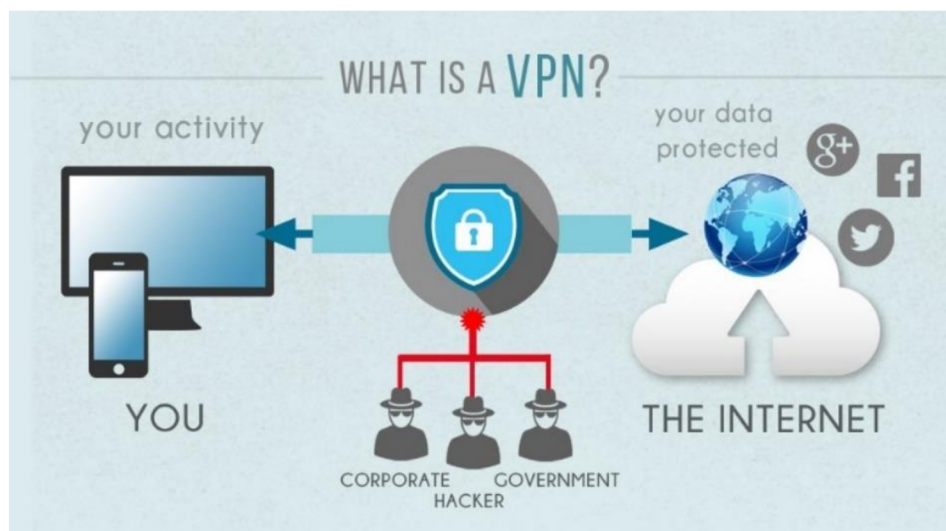 WHAT IS A VPN?
your activity
your data
protected
g+
f
YOU
THE INTERNET
CORPORATE GOVERNMENT
HACKER